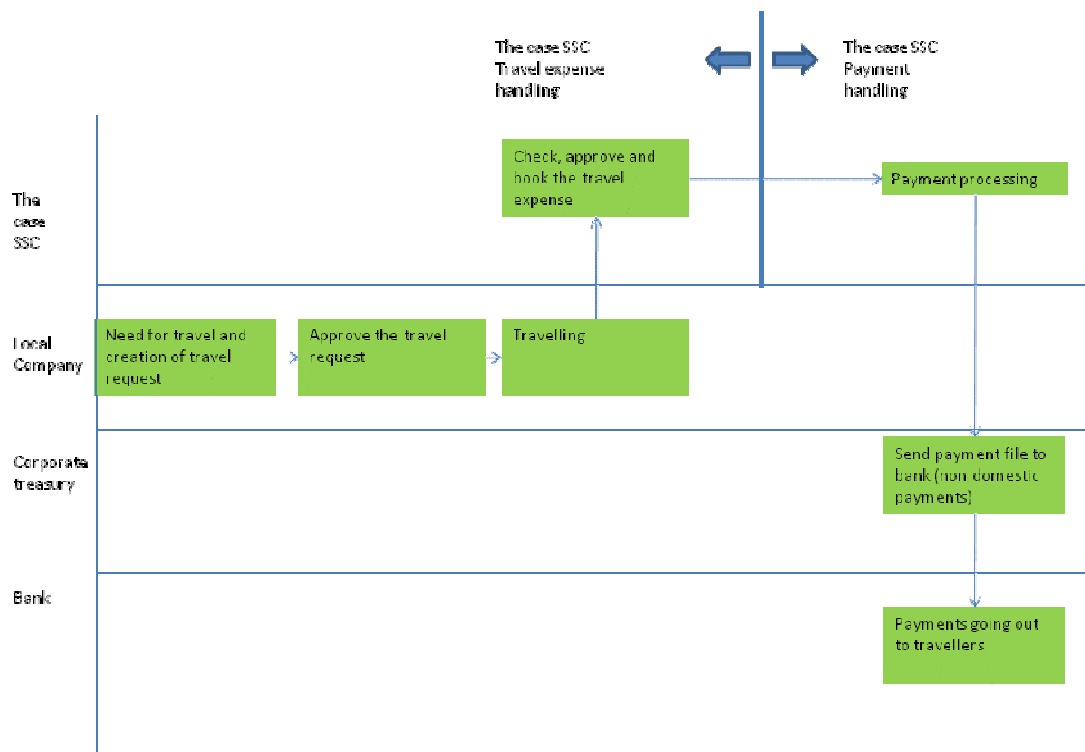 The case SSC
Travel expense
handling
The case SSC
Payment
handling
The
case
SSC
Check, approve and
book the travel
expense
Payment processing
Local
Company
Need for travel and
creation of travel
request
Approve the travel
request
Travelling
Corporate
treasury
Send payment file to
bank (non-domestic
payments)
Bank
Payments going out
to travellers